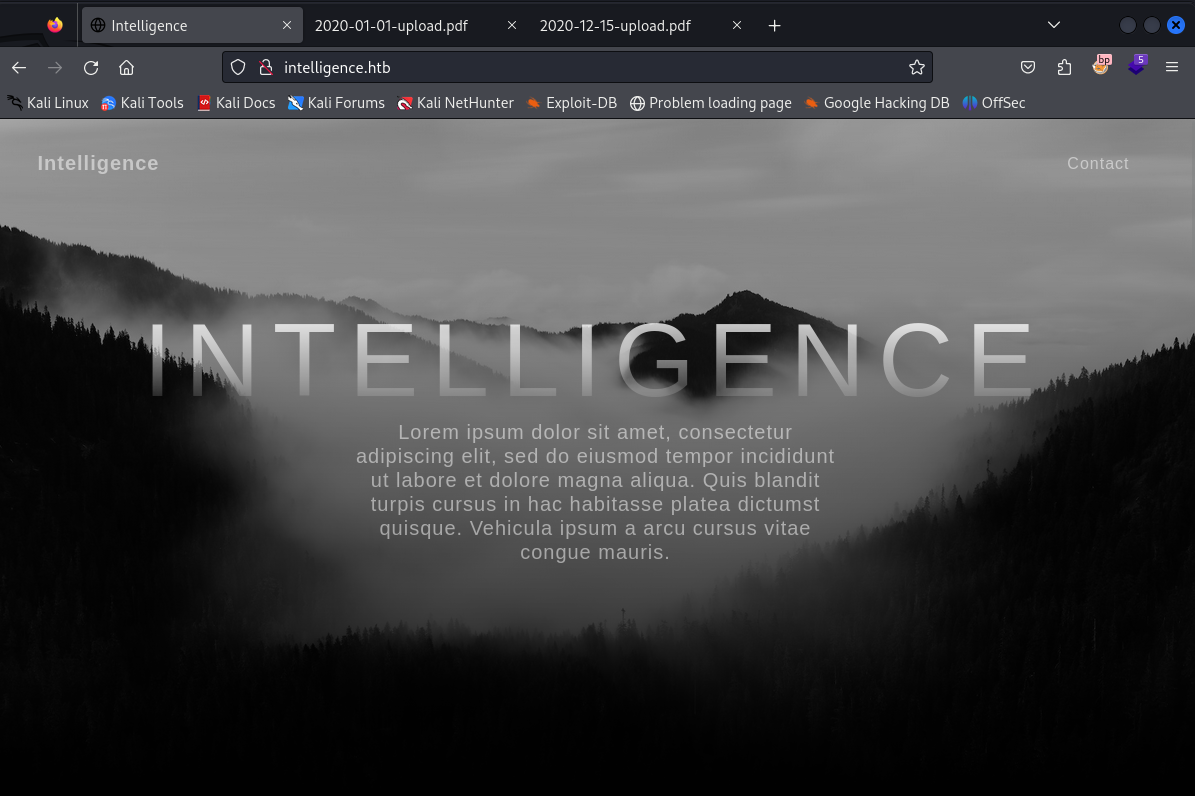 Intelligence 2020-01-01-upload.pdf 2020-12-15-upload.pdf
intelligence.htb bp 5
Kali Linux Kali Tools Kali Docs Kali Forums Kali NetHunter Exploit-DB Problem loading page Google Hacking DB OffSec
Intelligence Contact
INTELLIGENCE
Lorem ipsum dolor sit amet, consectetur
adipiscing elit, sed do eiusmod tempor incididunt
ut labore et dolore magna aliqua. Quis blandit
turpis cursus in hac habitasse platea dictumst
quisque. Vehicula ipsum a arcu cursus vitae
congue mauris.